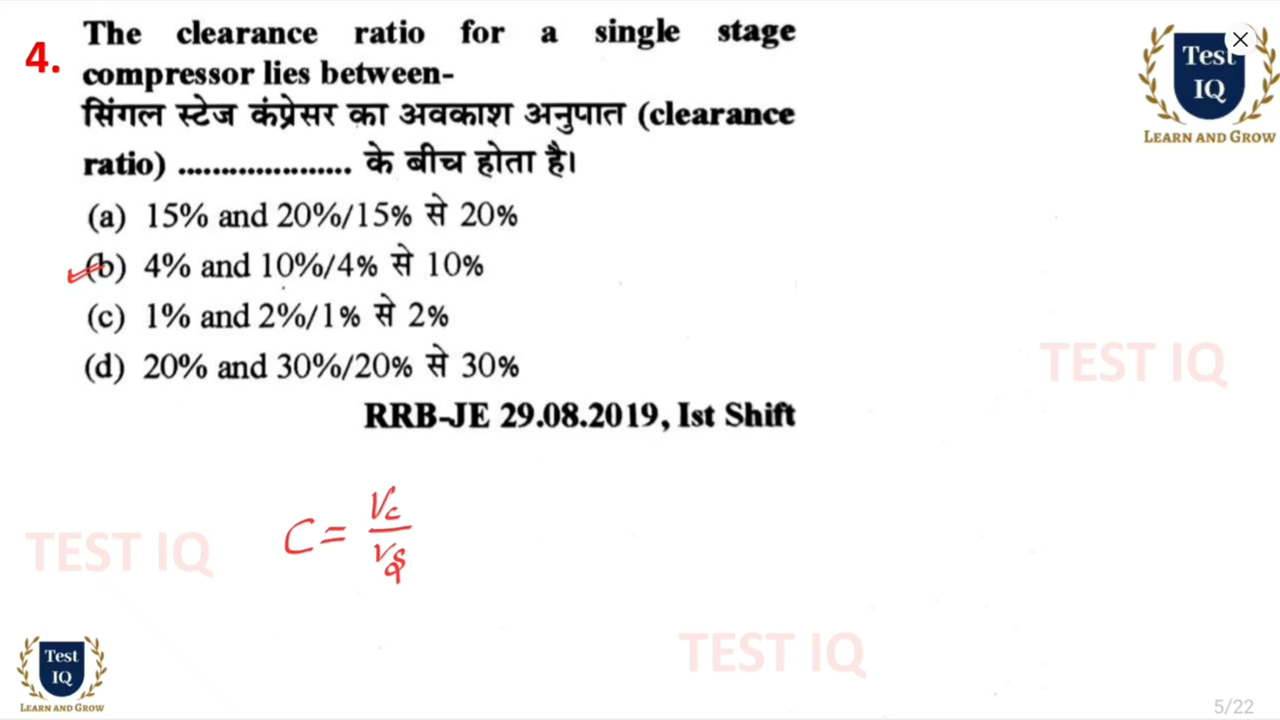 4.
The clearance ratio for a single stage
compressor lies between-
सिंगल स्टेज कंप्रेसर का अवकाश अनुपात (clearance
ratio) .................... के बीच होता है।
(a) 15% and 20%/15% से 20%
(b) 4% and 10%/4% से 10%
(c) 1% and 2%/1% से 2%
(d) 20% and 30%/20% से 30%
RRB-JE 29.08.2019, Ist Shift
Test
IQ
LEARN AND GROW
TEST IQ
C = Vc
TEST IQ
TEST IQ
Test
IQ
LEARN AND GROW
5/22